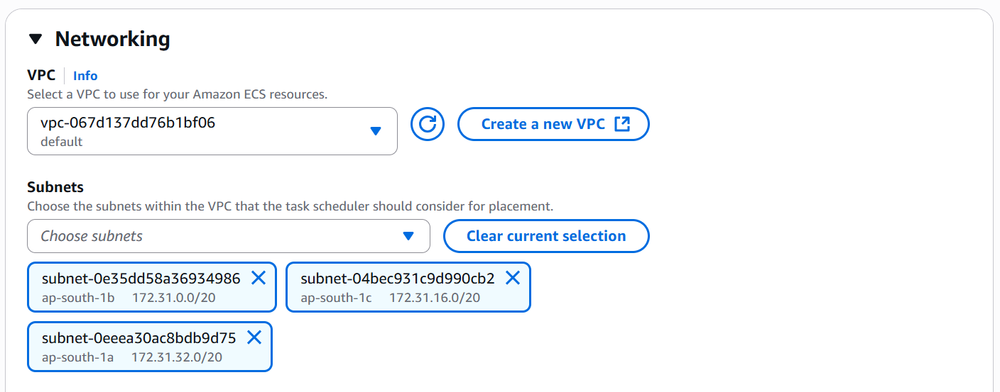 Networking
VPC Info
Select a VPC to use for your Amazon ECS resources.
vpc-067d137dd76b1bf06
default
Create a new VPC
Subnets
Choose the subnets within the VPC that the task scheduler should consider for placement.
Choose subnets
Clear current selection
subnet-0e35dd58a36934986
ap-south-1b 172.31.0.0/20
subnet-04bec931c9d990cb2
ap-south-1c 172.31.16.0/20
subnet-0eeea30ac8bdb9d75
ap-south-1a 172.31.32.0/20